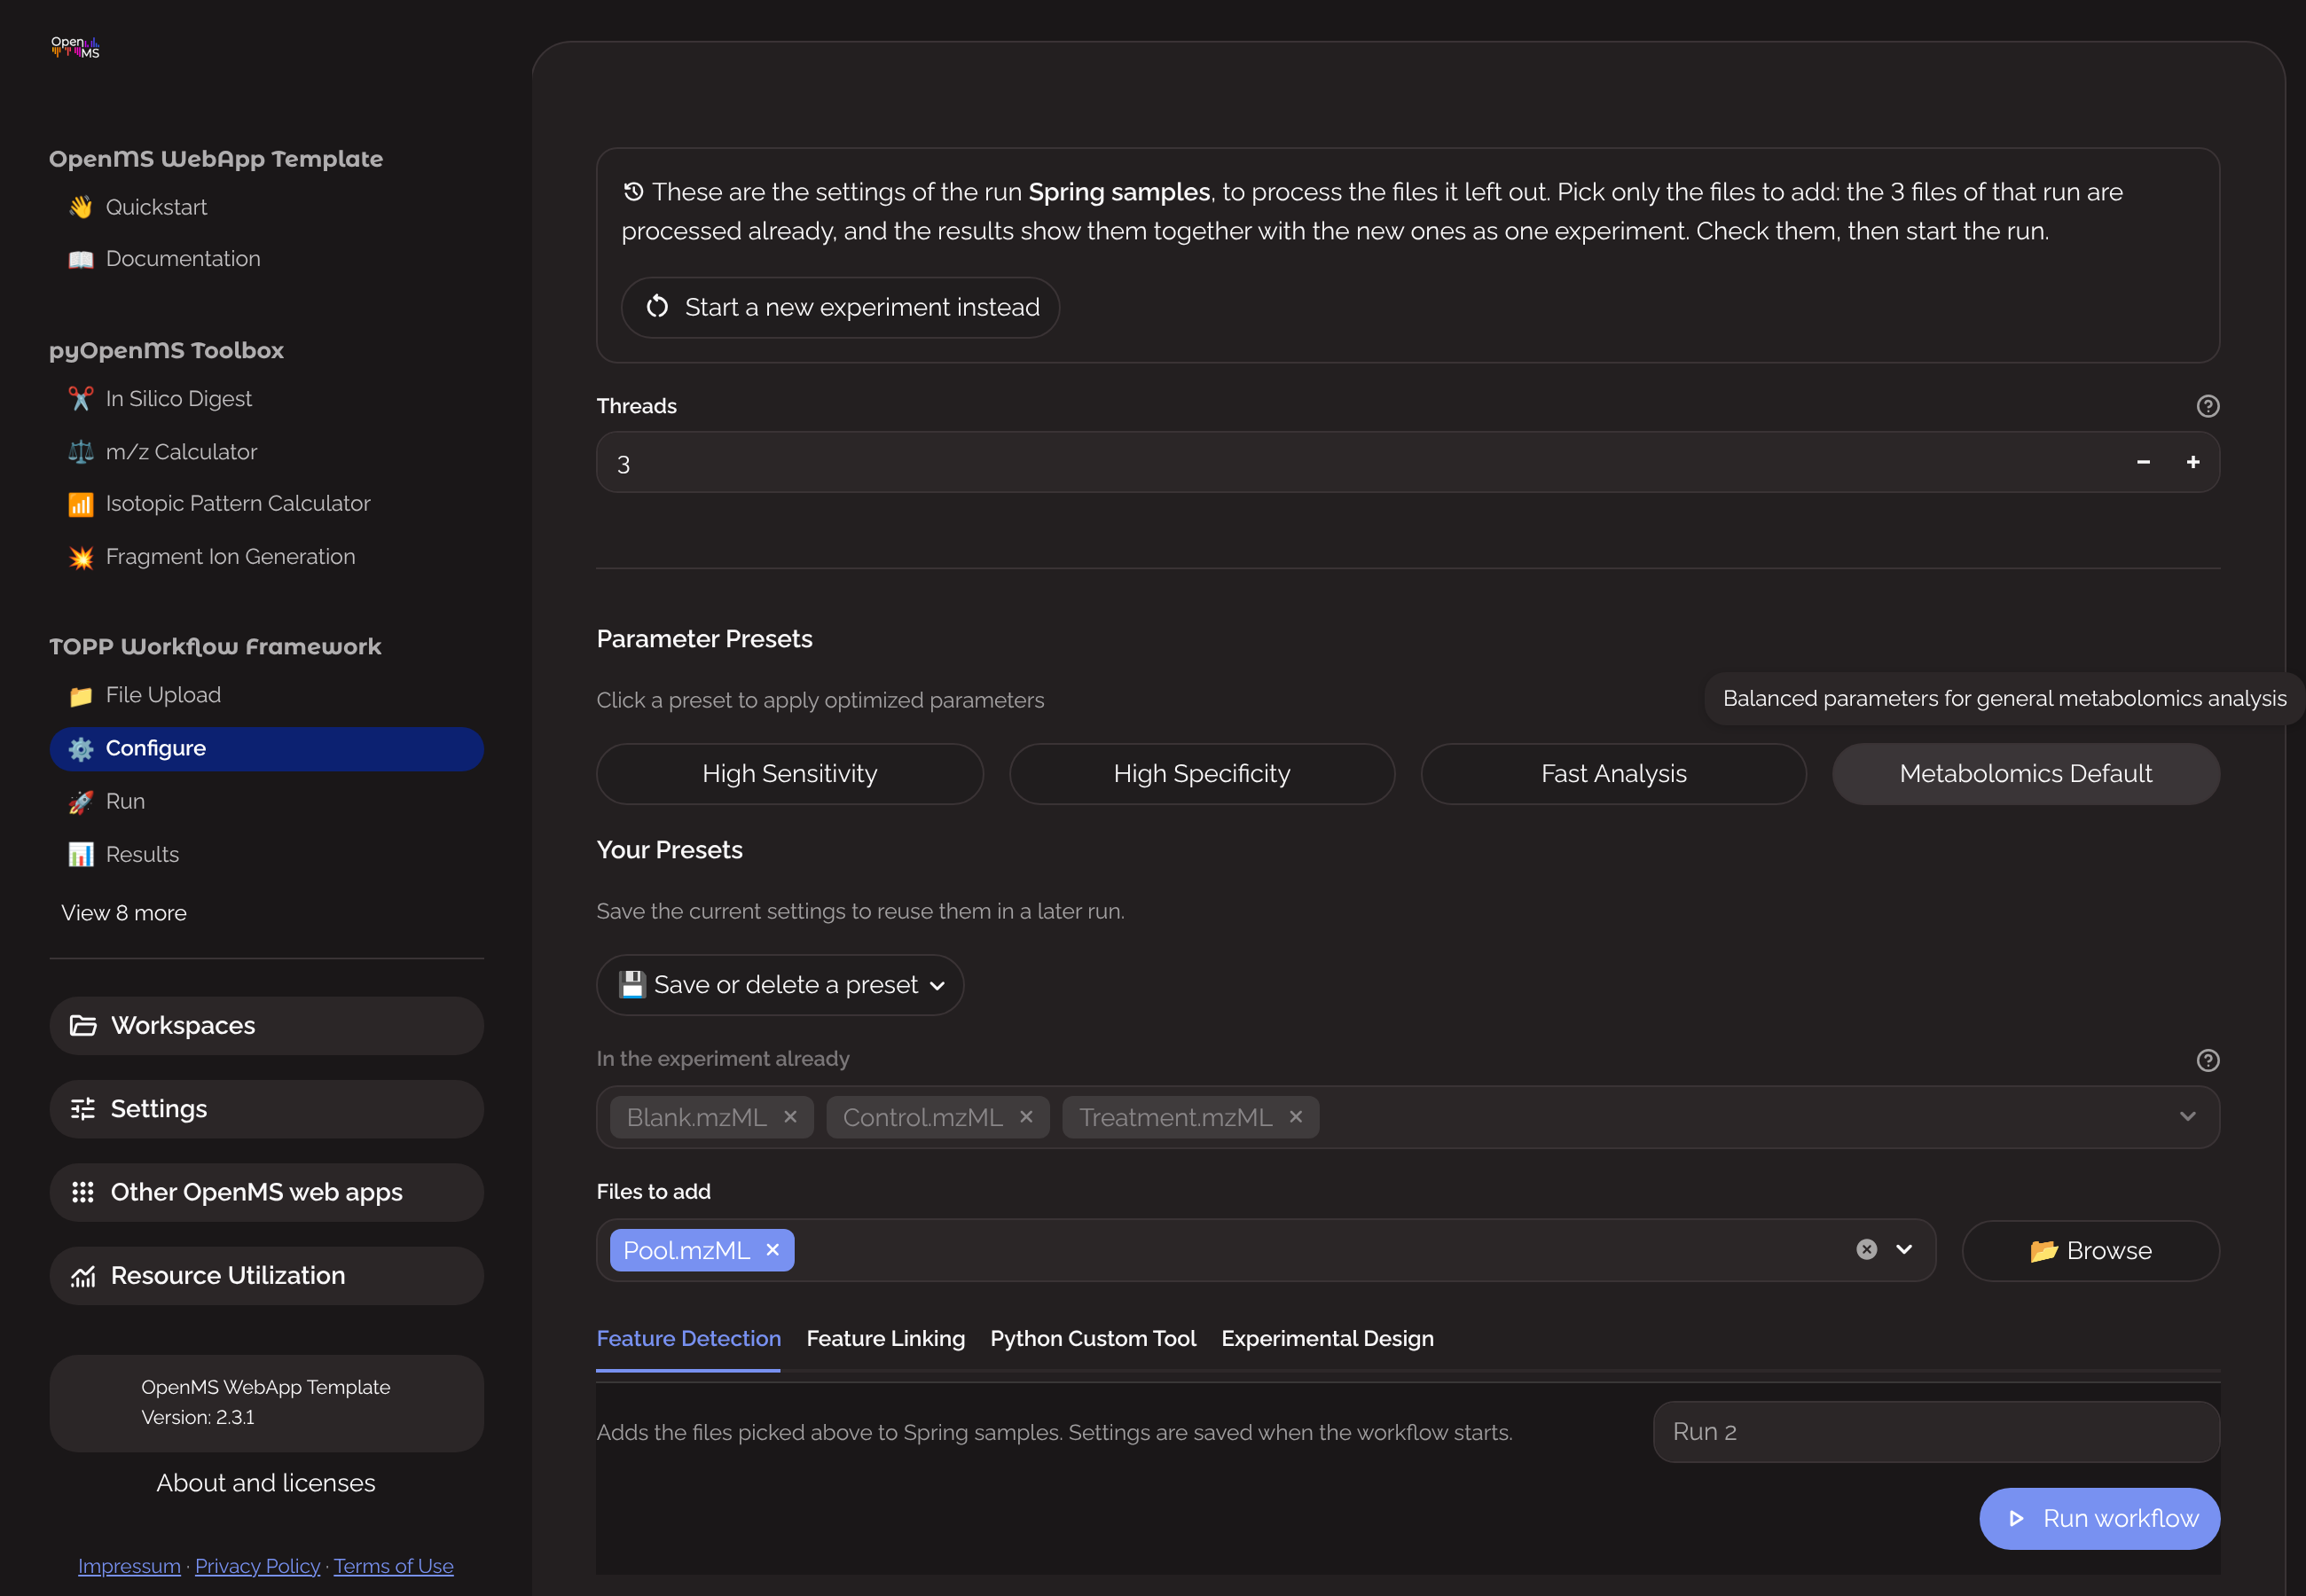 OpenMS
OpenMS WebApp Template
Quickstart
Documentation
pyOpenMS Toolbox
In Silico Digest
m/z Calculator
Isotopic Pattern Calculator
Fragment Ion Generation
TOPP Workflow Framework
File Upload
Configure
Run
Results
View 8 more
Workspaces
Settings
Other OpenMS web apps
Resource Utilization
OpenMS WebApp Template
Version: 2.3.1
About and licenses
Impressum · Privacy Policy · Terms of Use
These are the settings of the run Spring samples, to process the files it left out. Pick only the files to add: the 3 files of that run are
processed already, and the results show them together with the new ones as one experiment. Check them, then start the run.
Start a new experiment instead
Threads
3
Parameter Presets
Click a preset to apply optimized parameters
Balanced parameters for general metabolomics analysis
High Sensitivity High Specificity Fast Analysis Metabolomics Default
Your Presets
Save the current settings to reuse them in a later run.
Save or delete a preset
In the experiment already
Blank.mzML Control.mzML Treatment.mzML
Files to add
Pool.mzML Browse
Feature Detection Feature Linking Python Custom Tool Experimental Design
Adds the files picked above to Spring samples. Settings are saved when the workflow starts. Run 2
Run workflow